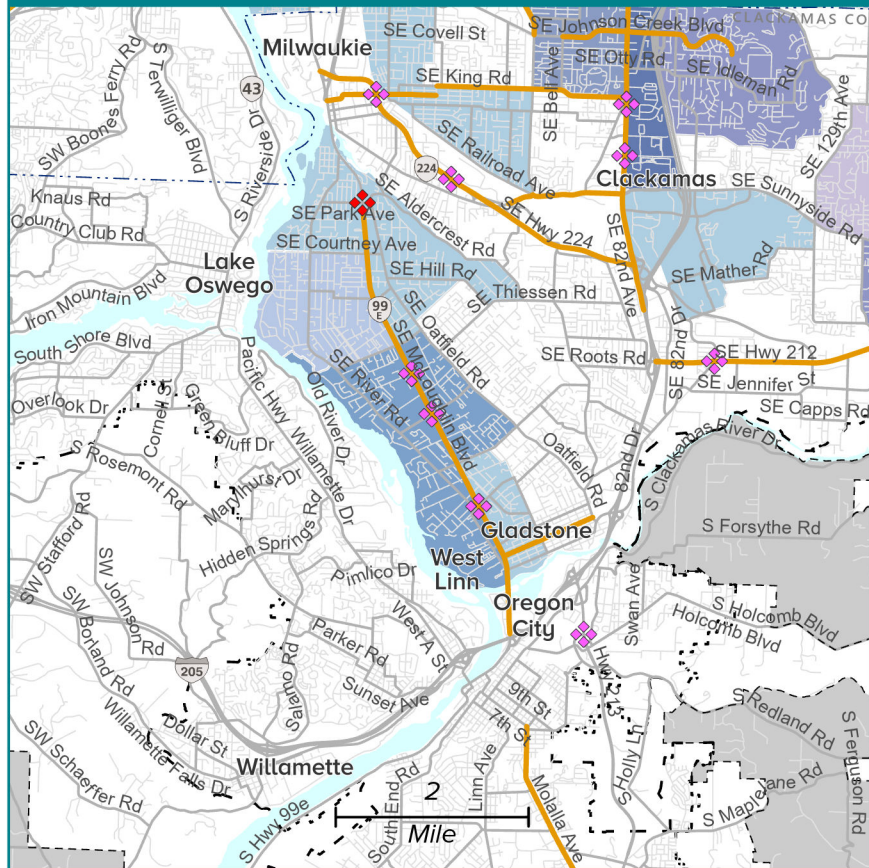 CLACKAMAS CO
SE Johnson Creek Blvd
SE Covell St
Milwaukie
SE Otty Rd
SE Idleman Rd
SE King Rd
S Terwilliger Blvd
SW Boones Ferry Rd
43
SE Bell Ave
SE 129th Ave
S Riverside Dr
SE Railroad Ave
224
Clackamas
SE Sunnyside Rd
Knaus Rd
SE Park Ave
SE Aldercrest Rd
SE Hwy 224
Country Club Rd
SE Courtney Ave
SE 82nd Ave
Lake
Oswego
SE Hill Rd
SE Mather Rd
Iron Mountain Blvd
SE
Thiessen Rd
99
E
SE 82nd Dr
South Shore Blvd
SE Oatfield Rd
SE Roots Rd
SE Hwy 212
SE McLoughlin Blvd
SE Jennifer St
SE River Rd
Pacific Hwy
Old River Dr
Cornell St
Overlook Dr
SE Capps Rd
Green Bluff Dr
Willamette Dr
S Clackamas River Dr
S Rosemont Rd
Oatfield Rd
82nd Dr
Marylhurst Dr
SW Stafford Rd
Hidden Springs Rd
Gladstone
S Forsythe Rd
West
Linn
SW Johnson Rd
Pimlico Dr
Oregon
City
Swan Ave
SW Borland Rd
West A St
S Holcomb Blvd
Holcomb Blvd
Parker Rd
205
Salamo Rd
Sunset Ave
Hwy 213
9th St
S Redland Rd
7th St
Dollar St
S Holly Ln
S Ferguson Rd
Willamette Falls Dr
Willamette
SW Schaeffer Rd
2
Molalla Ave
Linn Ave
South End Rd
S Maple Lane Rd
Mile
S Hwy 99e